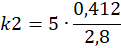 k2 = 5 · 0,412/2,8